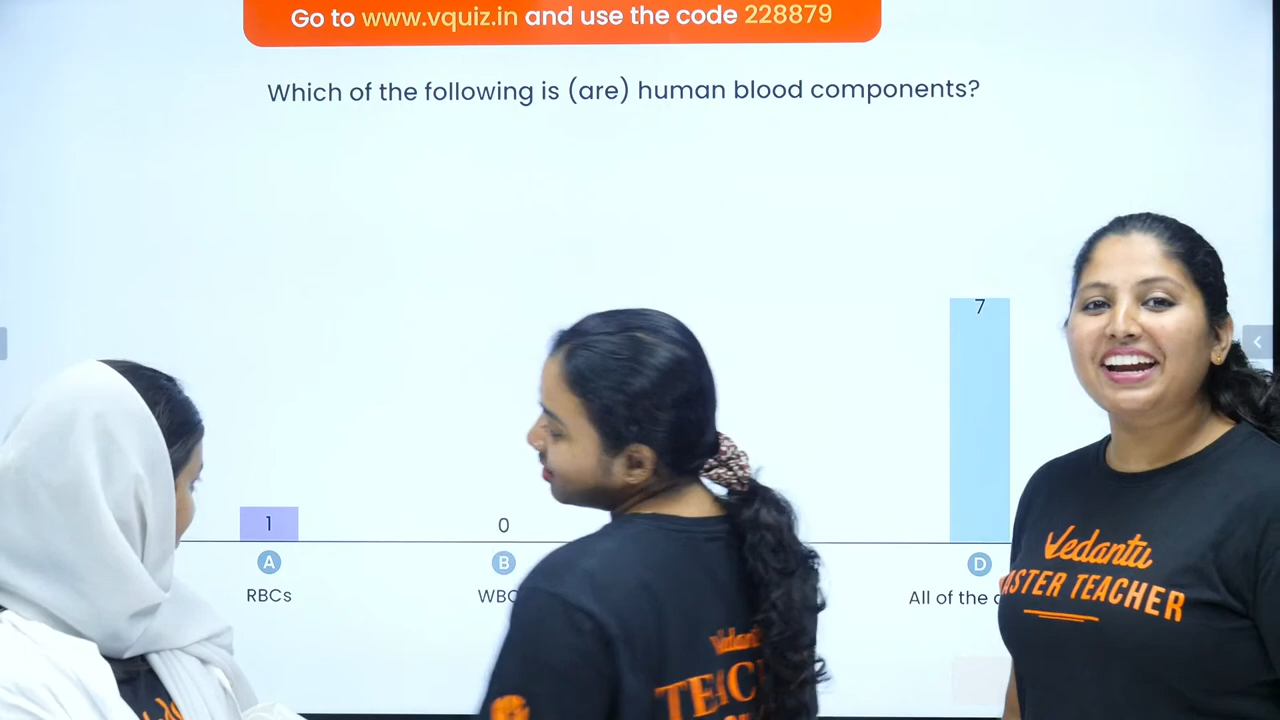 Go to www.vquiz.in and use the code 228879
Which of the following is (are) human blood components?
7
1
0
A
B
D
RBCs
All of the
Vedantu
TEACHER